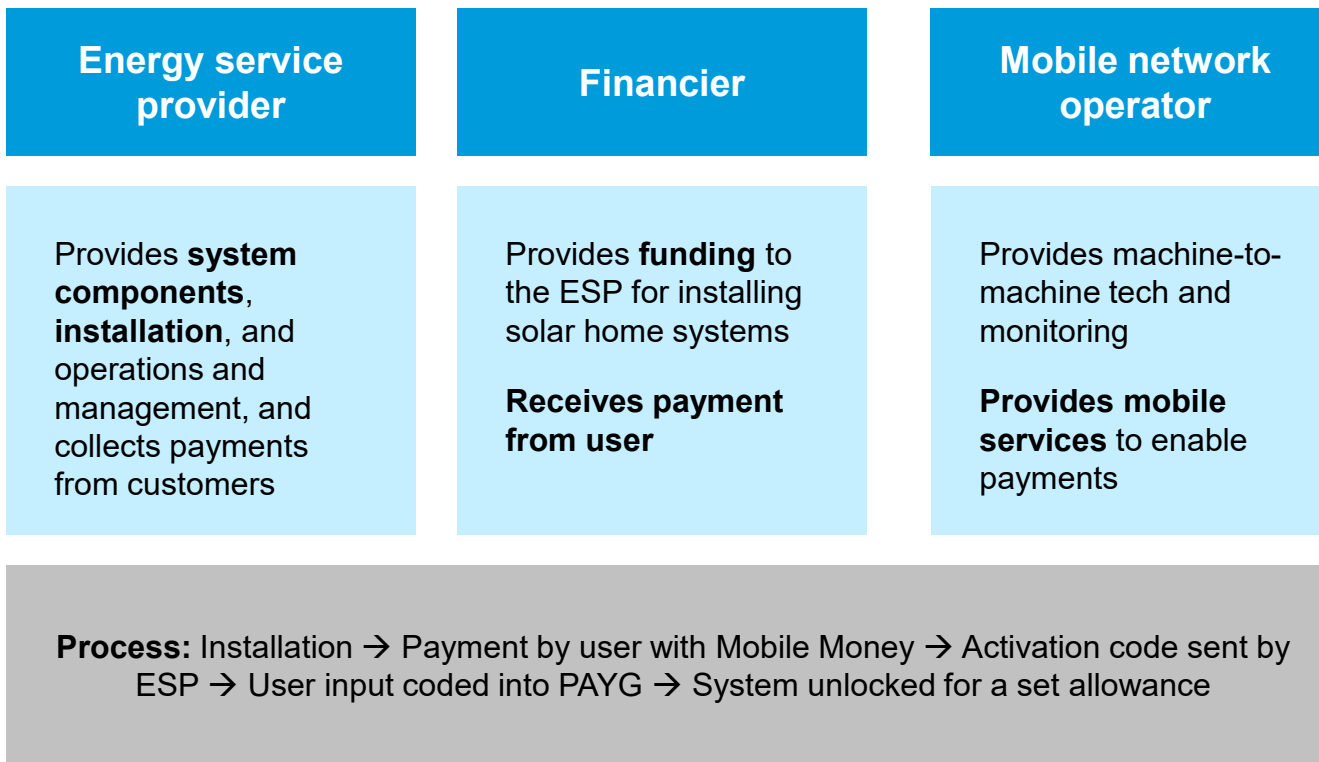 Energy service
provider
Financier
Mobile network
operator
Provides system
components,
installation, and
operations and
management, and
collects payments
from customers
Provides funding to
the ESP for installing
solar home systems
Receives payment
from user
Provides machine-to-
machine tech and
monitoring
Provides mobile
services to enable
payments
Process: Installation → Payment by user with Mobile Money → Activation code sent by
ESP → User input coded into PAYG → System unlocked for a set allowance